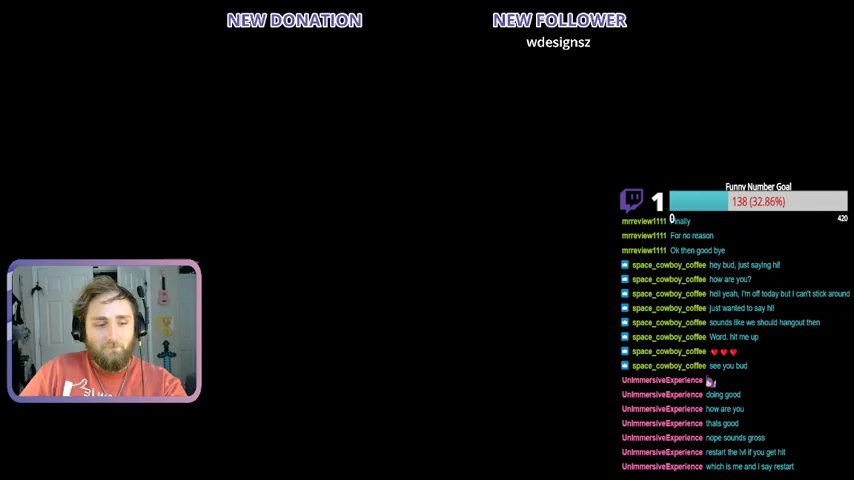 NEW DONATION
NEW FOLLOWER
wdesignsz
Funny Number Goal
1
138 (32.86%)
0
420
mrreview1111 inally
mrreview1111 For no reason
mrreview1111 Ok then good bye
space_cowboy_coffee hey bud, just saying hi!
space_cowboy_coffee how are you?
space_cowboy_coffee hell yeah, I'm off today but I can't stick around
space_cowboy_coffee just wanted to say hi!
space_cowboy_coffee sounds like we should hangout then
space_cowboy_coffee Word. hit me up
space_cowboy_coffee
space_cowboy_coffee see you bud
UnImmersiveExperience
UnImmersiveExperience doing good
UnImmersiveExperience how are you
UnImmersiveExperience thats good
UnImmersiveExperience nope sounds gross
UnImmersiveExperience restart the lvl if you get hit
UnImmersiveExperience which is me and i say restart